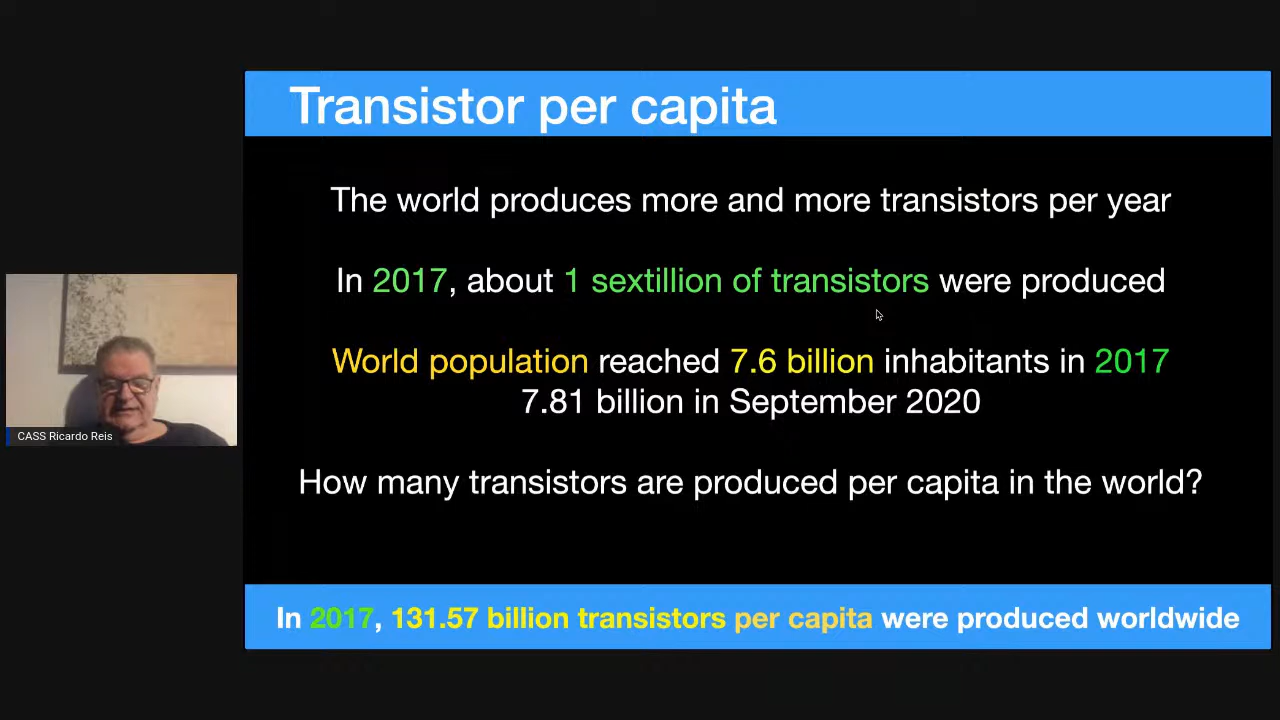 Transistor per capita
The world produces more and more transistors per year
In 2017, about 1 sextillion of transistors were produced
World population reached 7.6 billion inhabitants in 2017
7.81 billion in September 2020
CASS Ricardo Reis
How many transistors are produced per capita in the world?
In 2017, 131.57 billion transistors per capita were produced worldwide